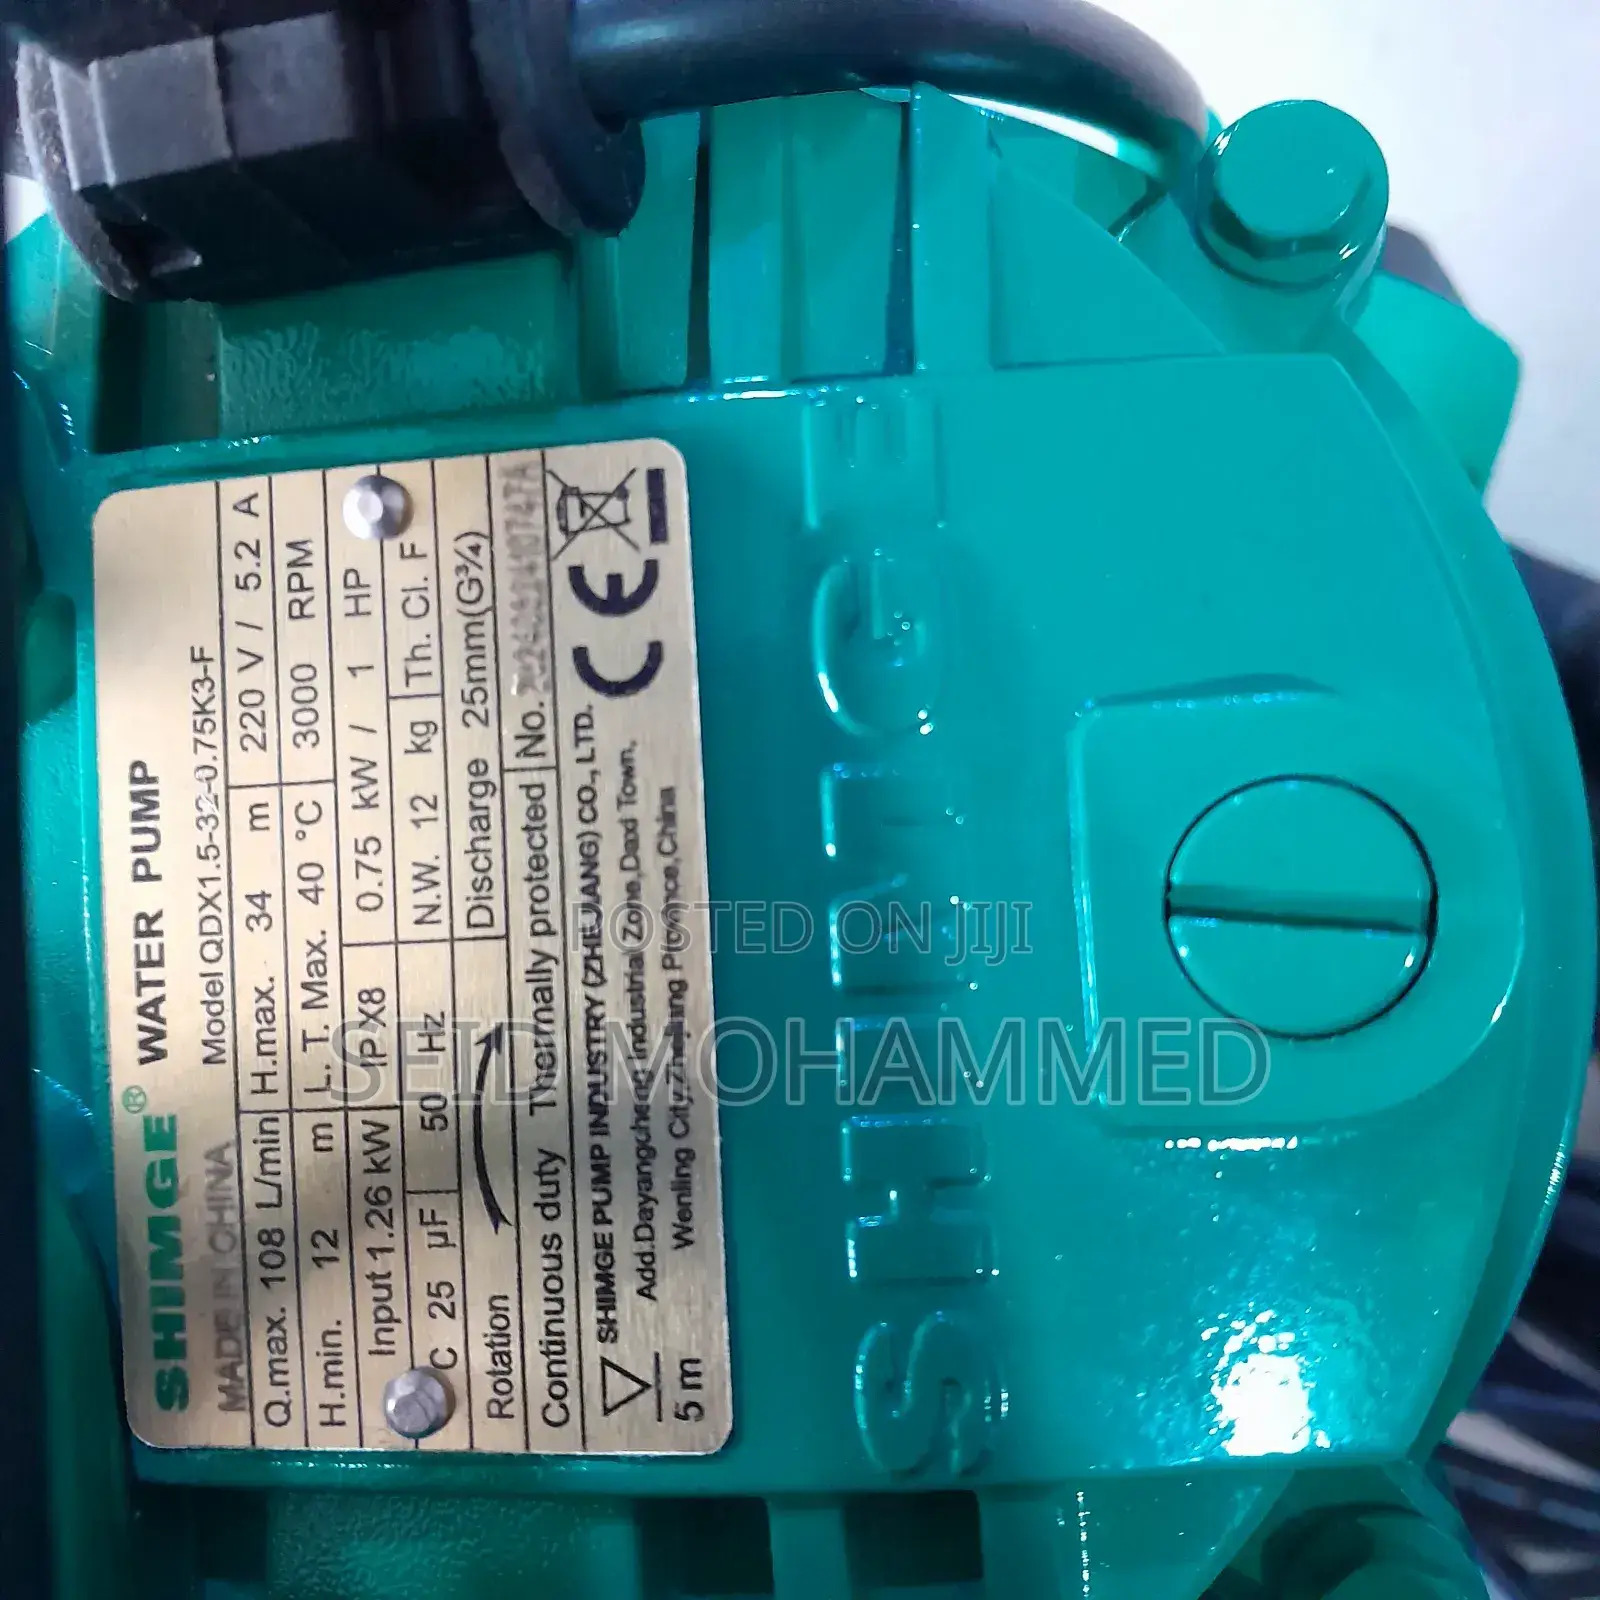 SHIMGE® WATER PUMP
MADE IN CHINA Model QDX1.5-32-0.75K3-F
Q.max. 108 L/min H.max. 34 m 220 V / 5.2 A
H.min. 12 m L. T. Max. 40 °C 3000 RPM
Input 1.26 kW IPX8 0.75 kW / 1 HP
C 25 μF 50 Hz N.W. 12 kg Th. Cl. F
Rotation Discharge 25mm(G¾)
Continuous duty Thermally protected No.
SHIMGE PUMP INDUSTRY (ZHEJIANG) CO., LTD. CE
Add:Dayangcheng Industrial Zone,Daxi Town,
5 m Wenling City,Zhejiang Province,China
SHIMGE
POSTED ON JIJI
SEID MOHAMMED